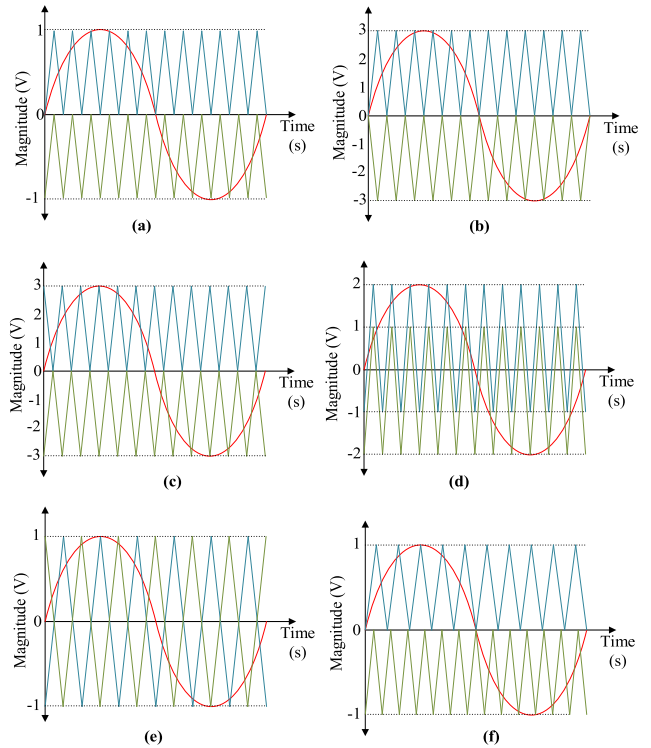 Magnitude (V)
1
0
-1
Time
(s)
(a)
Magnitude (V)
3
2
1
0
-1
-2
-3
Time
(s)
(b)
Magnitude (V)
3
2
1
0
-1
-2
-3
Time
(s)
(c)
Magnitude (V)
2
1
0
-1
-2
Time
(s)
(d)
Magnitude (V)
1
0
-1
Time
(s)
(e)
Magnitude (V)
1
0
-1
Time
(s)
(f)